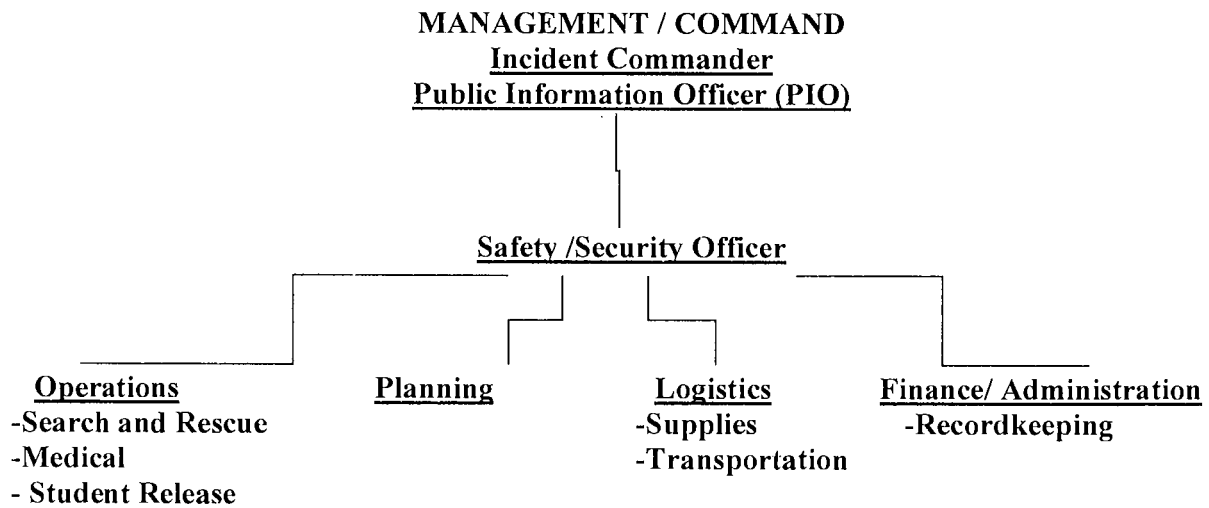 MANAGEMENT / COMMAND
Incident Commander
Public Information Officer (PIO)
Safety /Security Officer
Operations
-Search and Rescue
-Medical
- Student Release
Planning
Logistics
-Supplies
-Transportation
Finance/ Administration
-Recordkeeping